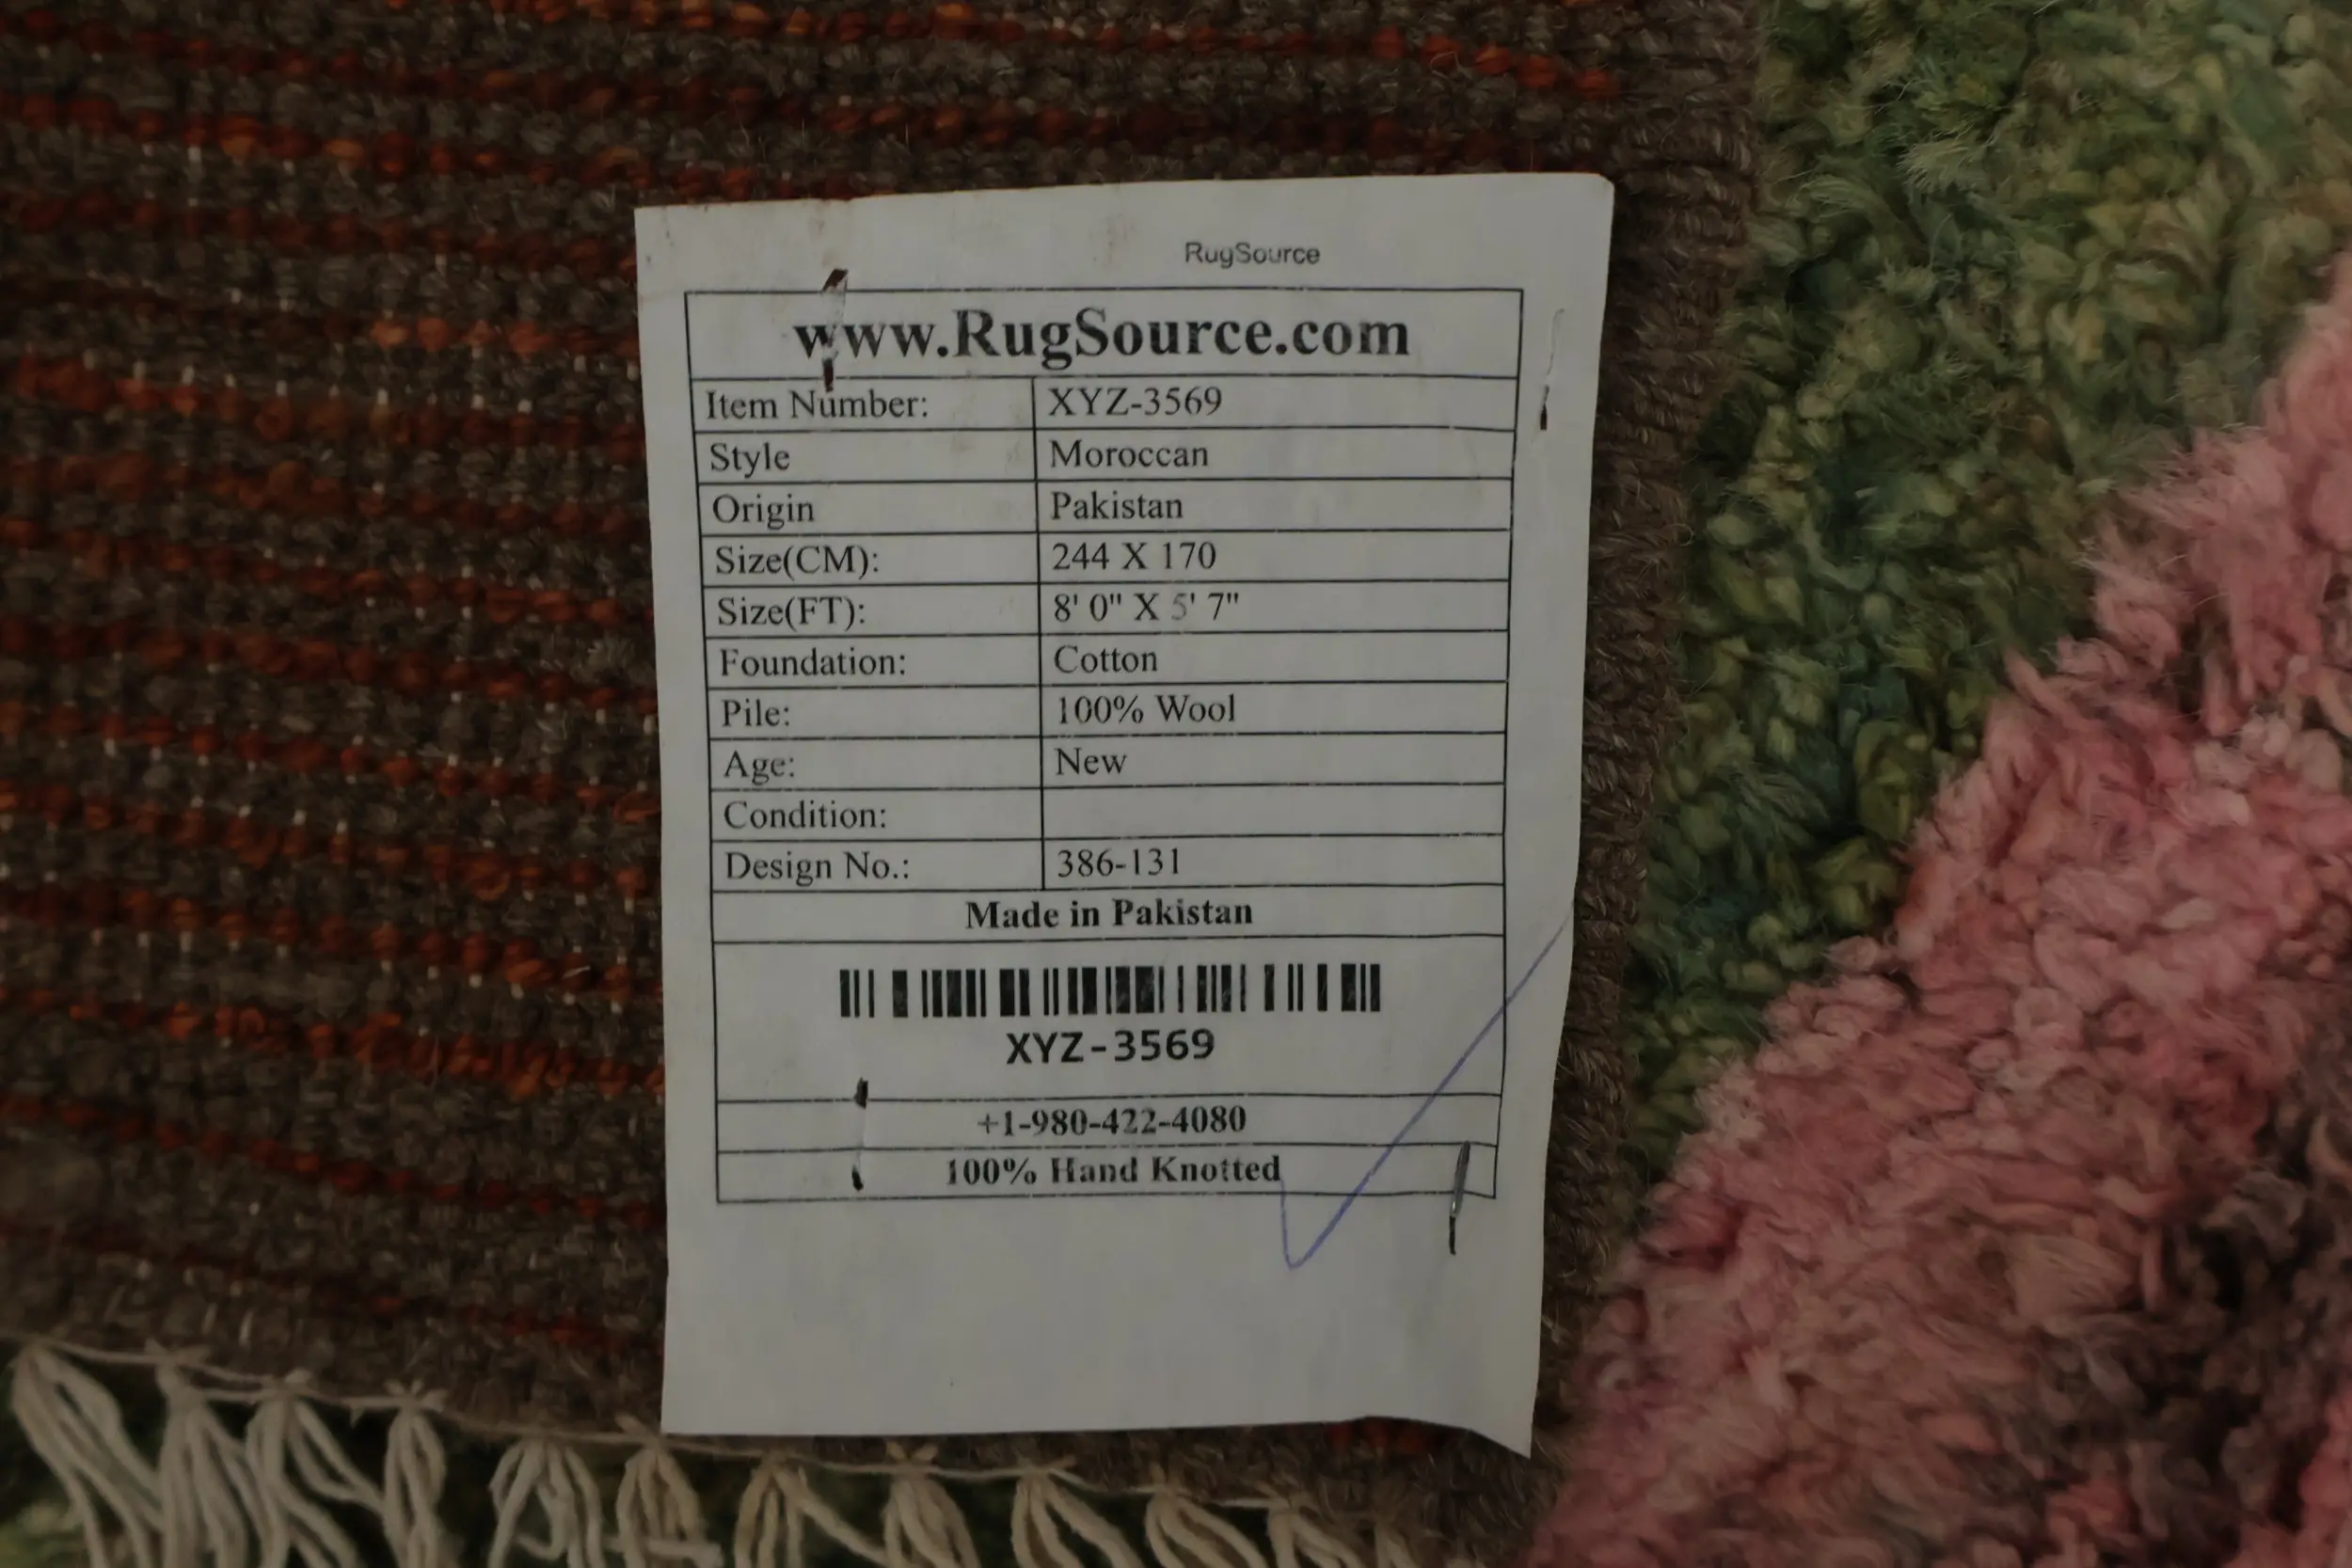 RugSource
www.RugSource.com
Item Number: XYZ-3569
Style Moroccan
Origin Pakistan
Size(CM): 244 X 170
Size(FT): 8' 0" X 5' 7"
Foundation: Cotton
Pile: 100% Wool
Age: New
Condition:
Design No.: 386-131
Made in Pakistan
XYZ-3569
+1-980-422-4080
100% Hand Knotted